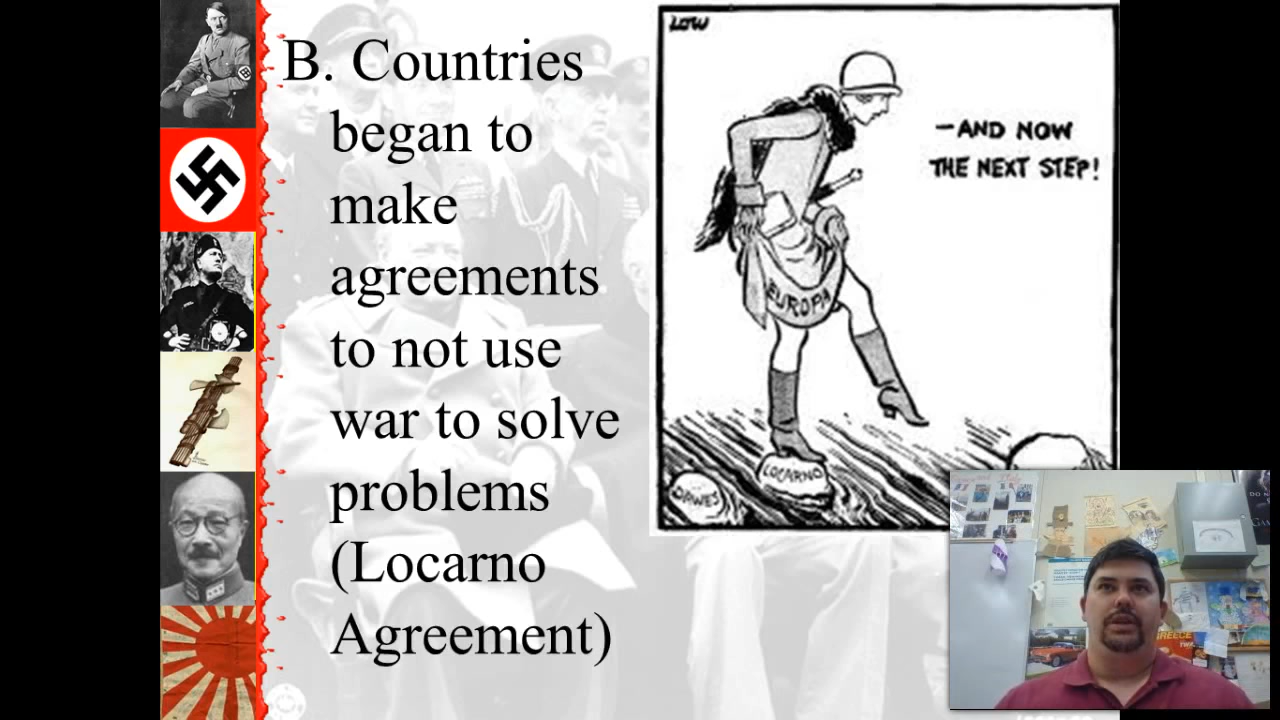 B. Countries
began to
make
agreements
to not use
war to solve
problems
(Locarno
Agreement)
LOW
—AND NOW
THE NEXT STEP!
EUROPA
LOCARNO
DAWES
GREECE